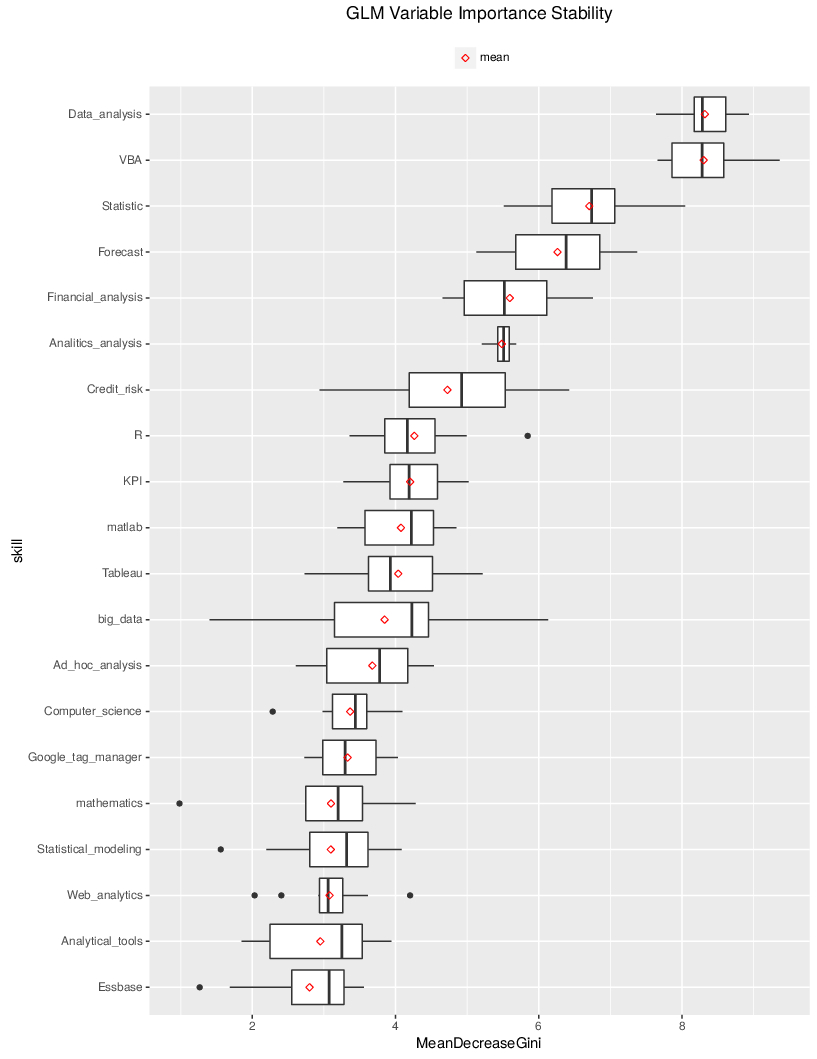 GLM Variable Importance Stability
mean
Data_analysis
VBA
Statistic
Forecast
Financial_analysis
Analitics_analysis
Credit_risk
R
KPI
matlab
Tableau
big_data
Ad_hoc_analysis
Computer_science
Google_tag_manager
mathematics
Statistical_modeling
Web_analytics
Analytical_tools
Essbase
skill
2 4 6 8
MeanDecreaseGini